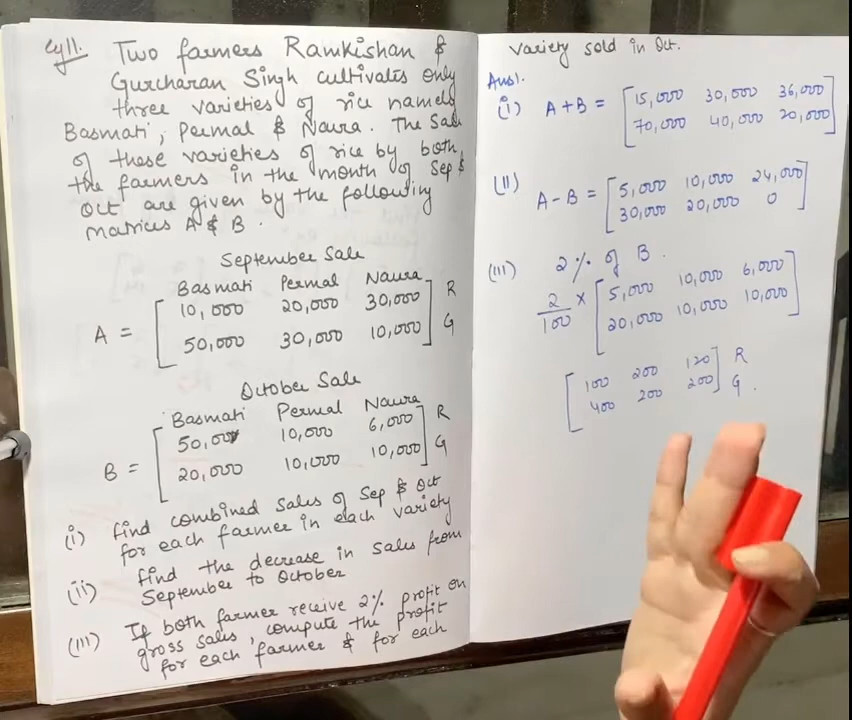 eg11. Two farmers Ramkishan &
Gurcharan Singh cultivates only
three varieties of rice namely
Basmati, Permal & Naura. The Sale
of these varieties of rice by both
the farmers in the month of Sep &
Oct are given by the following
matrices A & B.
September Sale
Basmati Permal Naura
10,000 20,000 30,000 R
A =
50,000 30,000 10,000 G
October Sale
Basmati Permal Naura
50,000 10,000 6,000 R
B =
20,000 10,000 10,000 G
(i) find combined sales of Sep & Oct
for each farmer in each variety
(ii) find the decrease in sales from
September to October
(iii) If both farmer receive 2% profit on
gross sales, compute the profit
for each farmer & for each
variety sold in Oct.
Ans1.
(i) A+B = [15,000 30,000 36,000]
[70,000 40,000 20,000]
(ii) A-B = [5,000 10,000 24,000]
[30,000 20,000 0]
(iii) 2% of B.
2/100 × [5,000 10,000 6,000]
[20,000 10,000 10,000]
[100 200 120] R
[400 200 200] G.